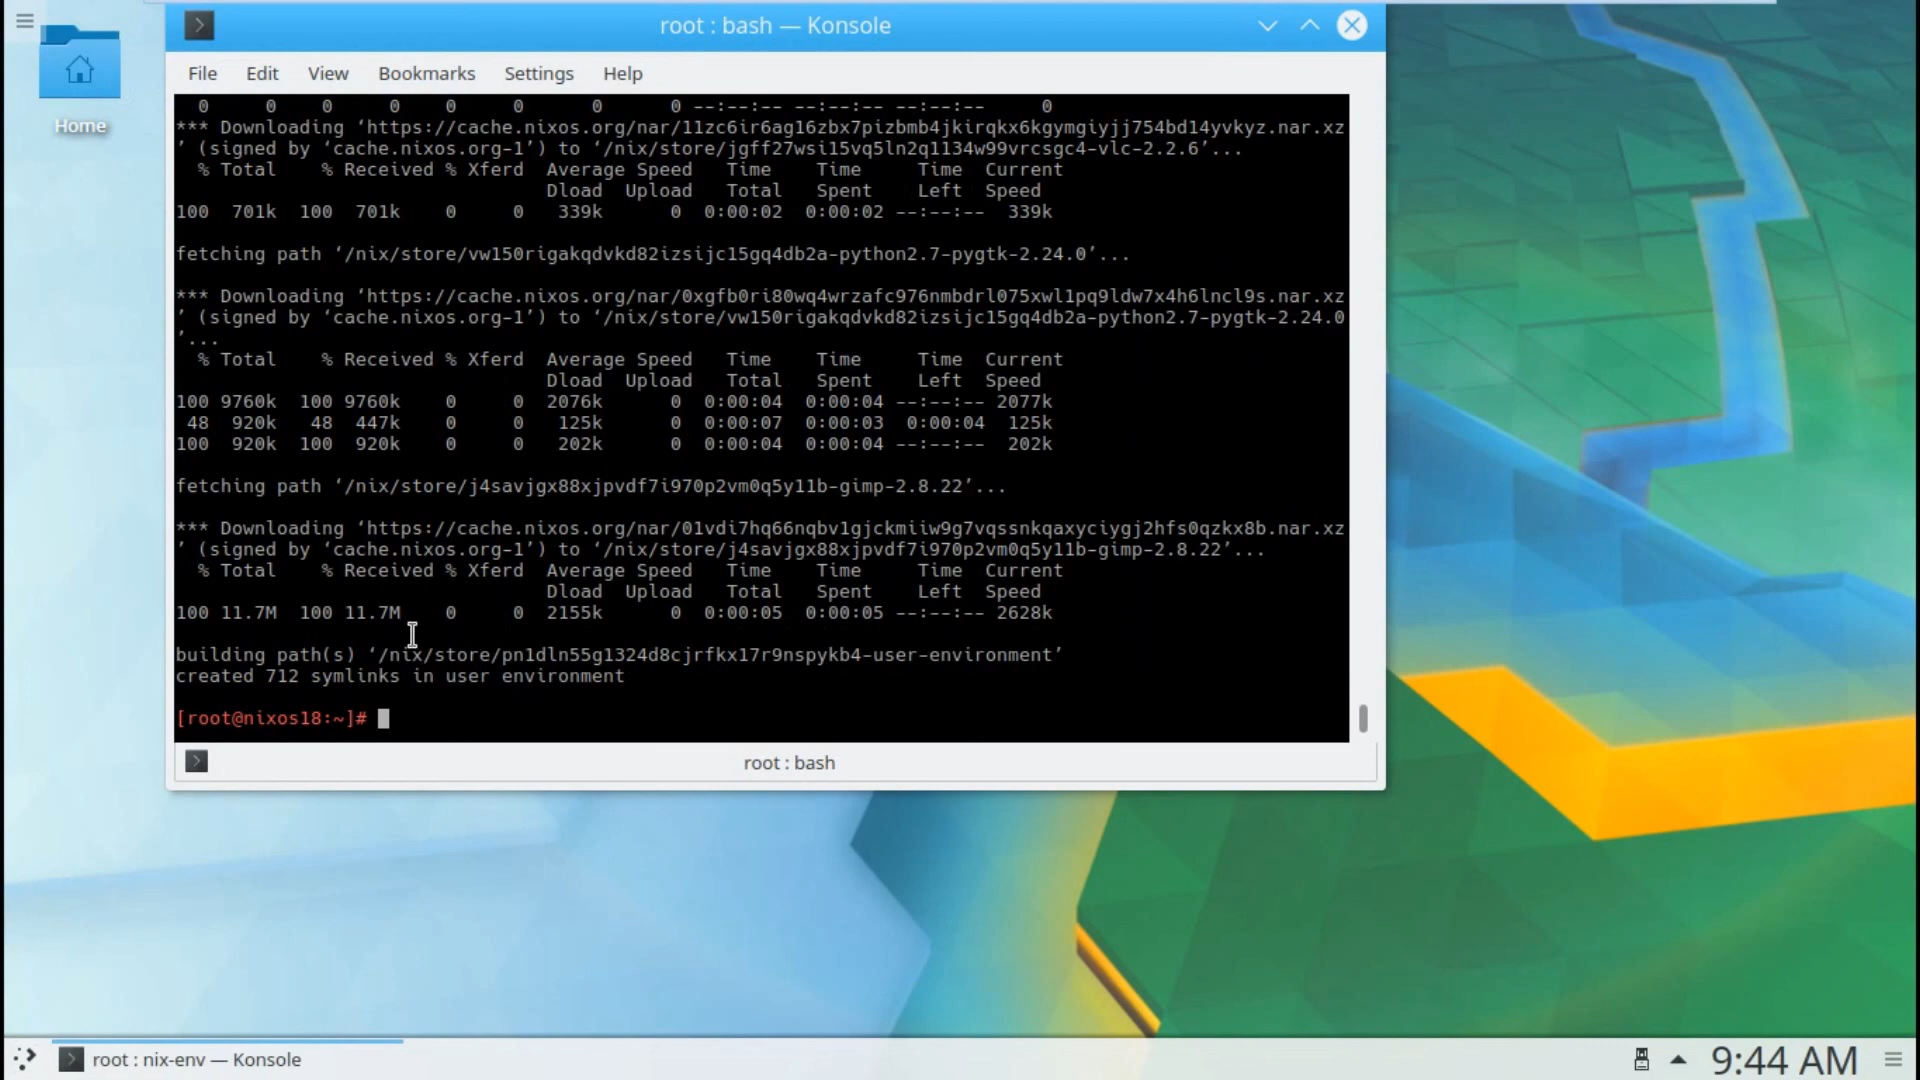 root : bash — Konsole
File Edit View Bookmarks Settings Help
Home
0 0 0 0 0 0 0 0 --:--:-- --:--:-- --:--:-- 0
*** Downloading ‘https://cache.nixos.org/nar/11zc6ir6ag16zbx7pizbmb4jkirqkx6kgymgiyjj754bd14yvkyz.nar.xz
’ (signed by ‘cache.nixos.org-1’) to ‘/nix/store/jgff27wsi15vq5ln2q1134w99vrcsgc4-vlc-2.2.6’...
% Total % Received % Xferd Average Speed Time Time Time Current
Dload Upload Total Spent Left Speed
100 701k 100 701k 0 0 339k 0 0:00:02 0:00:02 --:--:-- 339k
fetching path ‘/nix/store/vw150rigakqdvkd82izsijc15gq4db2a-python2.7-pygtk-2.24.0’...
*** Downloading ‘https://cache.nixos.org/nar/0xgfb0ri80wq4wrzafc976nmbdrl075xwl1pq9ldw7x4h6lncl9s.nar.xz
’ (signed by ‘cache.nixos.org-1’) to ‘/nix/store/vw150rigakqdvkd82izsijc15gq4db2a-python2.7-pygtk-2.24.0
’...
% Total % Received % Xferd Average Speed Time Time Time Current
Dload Upload Total Spent Left Speed
100 9760k 100 9760k 0 0 2076k 0 0:00:04 0:00:04 --:--:-- 2077k
48 920k 48 447k 0 0 125k 0 0:00:07 0:00:03 0:00:04 125k
100 920k 100 920k 0 0 202k 0 0:00:04 0:00:04 --:--:-- 202k
fetching path ‘/nix/store/j4savjgx88xjpvdf7i970p2vm0q5y11b-gimp-2.8.22’...
*** Downloading ‘https://cache.nixos.org/nar/01vdi7hq66nqbv1gjckmiiw9g7vqssnkqaxyciygj2hfs0qzkx8b.nar.xz
’ (signed by ‘cache.nixos.org-1’) to ‘/nix/store/j4savjgx88xjpvdf7i970p2vm0q5y11b-gimp-2.8.22’...
% Total % Received % Xferd Average Speed Time Time Time Current
Dload Upload Total Spent Left Speed
100 11.7M 100 11.7M 0 0 2155k 0 0:00:05 0:00:05 --:--:-- 2628k
building path(s) ‘/nix/store/pn1dln55g1324d8cjrfkx17r9nspykb4-user-environment’
created 712 symlinks in user environment
[root@nixos18:~]#
root : bash
root : nix-env — Konsole
9:44 AM